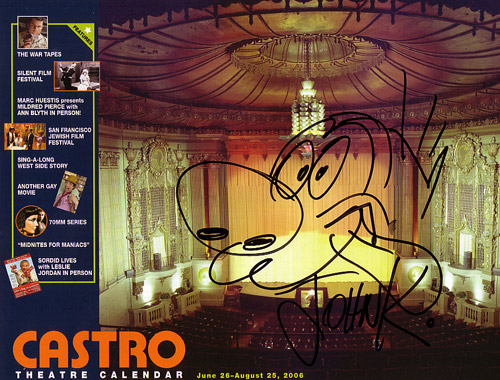 FEATURES
THE WAR TAPES
SILENT FILM
FESTIVAL
MARC HUESTIS presents
MILDRED PIERCE with
ANN BLYTH IN PERSON!
SAN FRANCISCO
JEWISH FILM
FESTIVAL
SING-A-LONG
WEST SIDE STORY
ANOTHER GAY
MOVIE
70MM SERIES
"MIDNITES FOR MANIACS"
SORDID LIVES
with LESLIE
JORDAN IN PERSON
JOHN K.
CASTRO
THEATRE CALENDAR
June 26–August 25, 2006